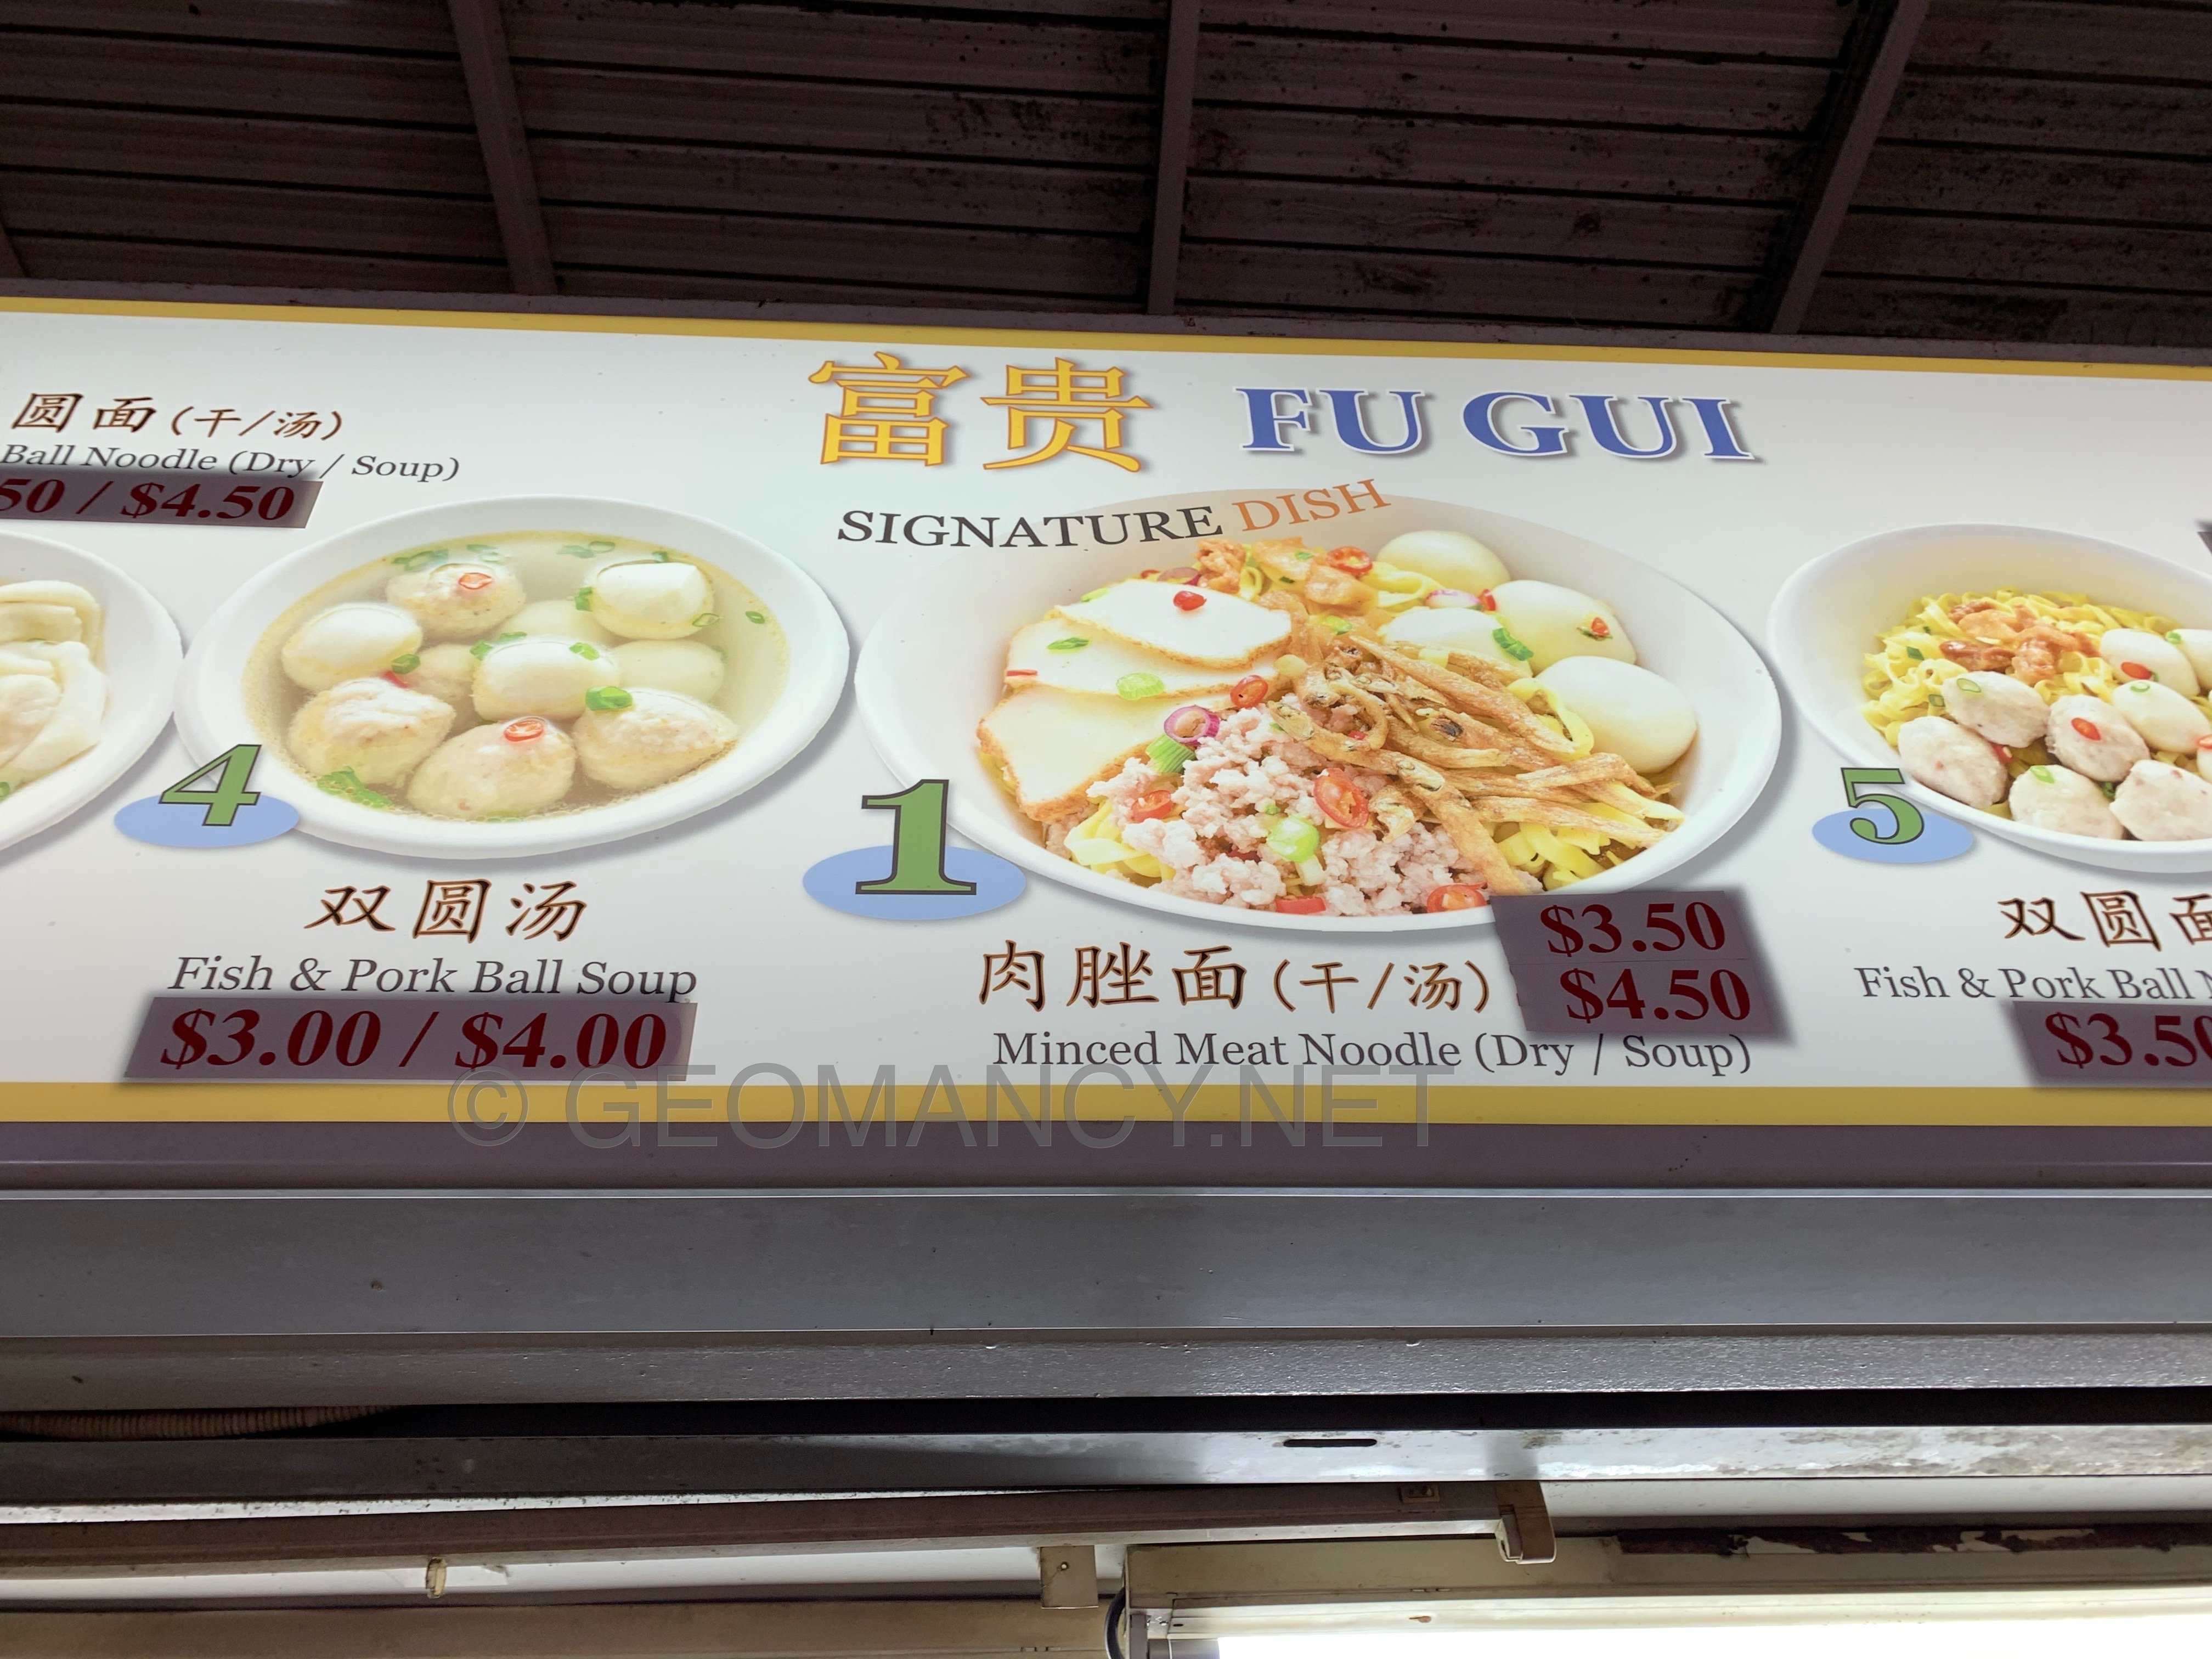 富贵 FU GUI
SIGNATURE DISH
圆面(干/汤)
Ball Noodle (Dry / Soup)
50 / $4.50
4
双圆汤
Fish & Pork Ball Soup
$3.00 / $4.00
1
肉脞面(干/汤)
$3.50
$4.50
Minced Meat Noodle (Dry / Soup)
5
双圆面
Fish & Pork Ball
$3.50
© GEOMANCY.NET